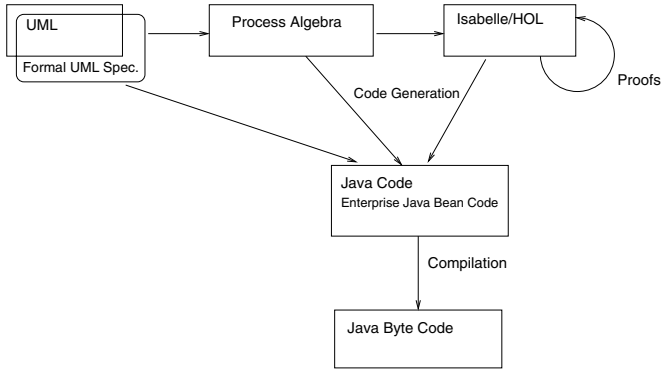 UML
Formal UML Spec.
Process Algebra
Isabelle/HOL
Proofs
Code Generation
Java Code
Enterprise Java Bean Code
Compilation
Java Byte Code